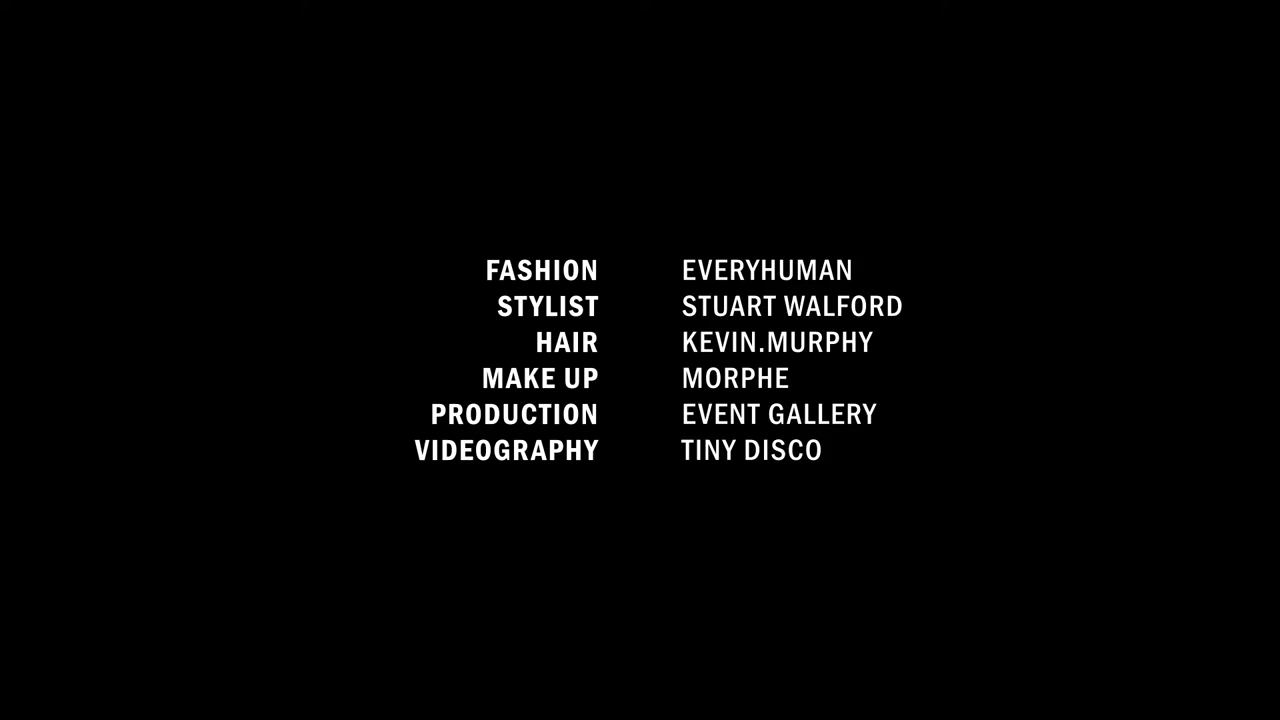 FASHION EVERYHUMAN
STYLIST STUART WALFORD
HAIR KEVIN.MURPHY
MAKE UP MORPHE
PRODUCTION EVENT GALLERY
VIDEOGRAPHY TINY DISCO